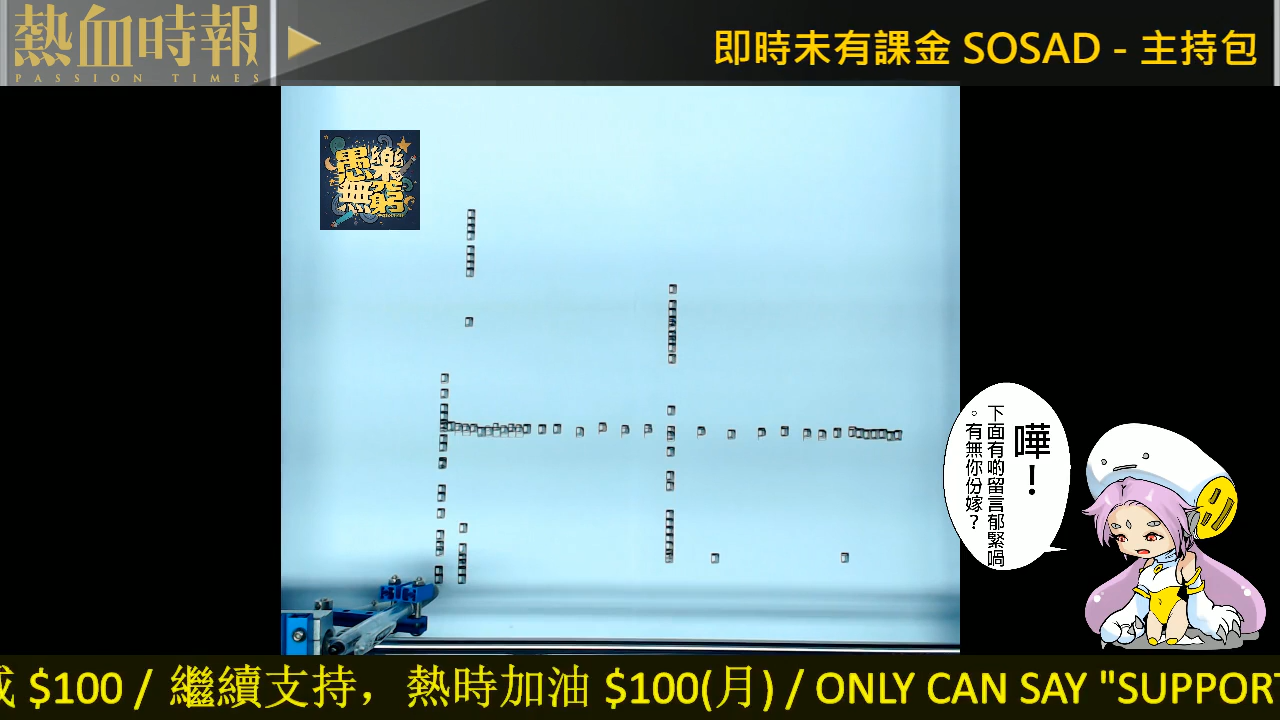 熱血時報
PASSION TIMES
即時未有課金 SOSAD - 主持包
愚樂
無窮
嘩！
下面有啲留言郁緊喎
。有無你份嫁？
$100 / 繼續支持，熱時加油 $100(月) / ONLY CAN SAY "SUPPORT